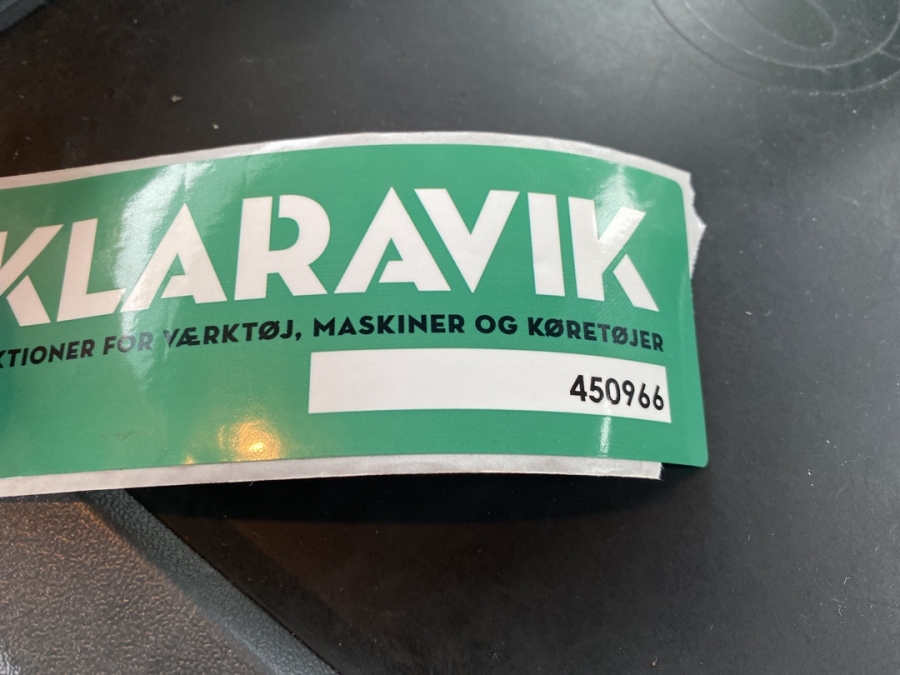 KLARAVIK
KTIONER FOR VÆRKTØJ, MASKINER OG KØRETØJER
450966